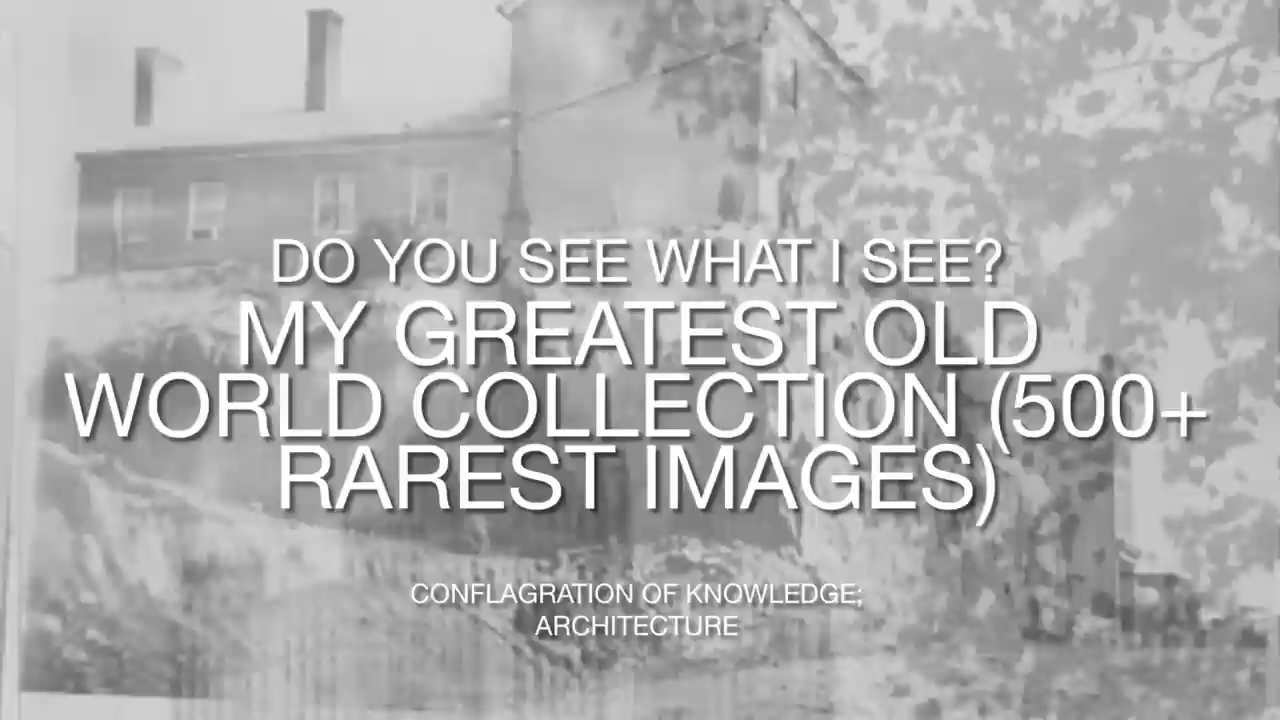 DO YOU SEE WHAT I SEE?
MY GREATEST OLD
WORLD COLLECTION (500+
RAREST IMAGES)
CONFLAGRATION OF KNOWLEDGE;
ARCHITECTURE